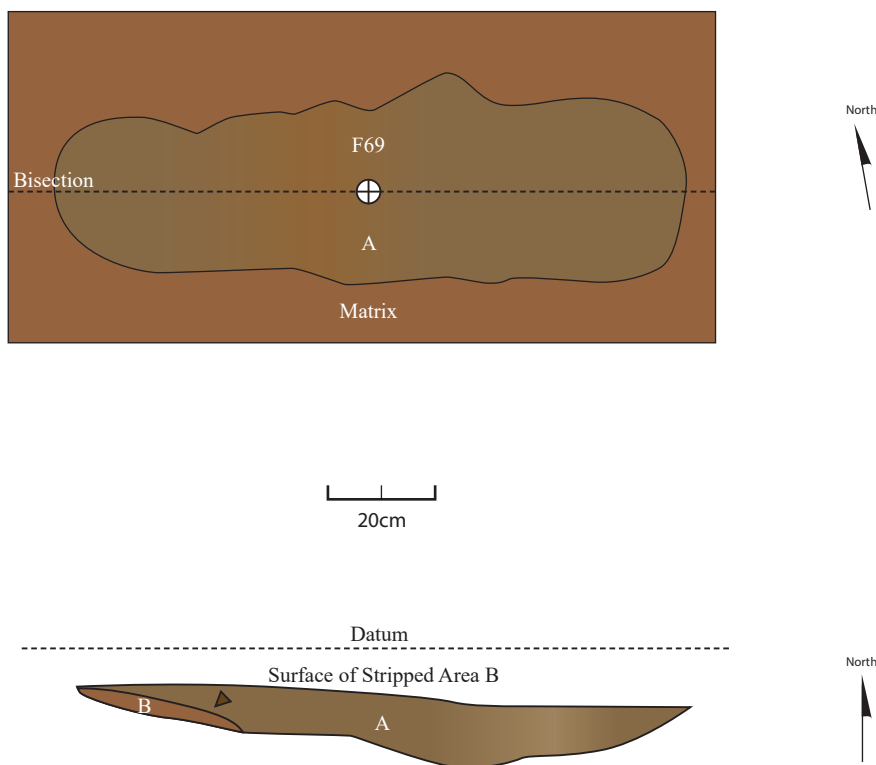 North
F69
Bisection
A
Matrix
20cm
Datum
North
Surface of Stripped Area B
B
A